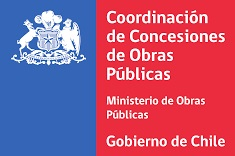 Coordinación
de Concesiones
de Obras
Públicas
Ministerio de Obras
Públicas
Gobierno de Chile